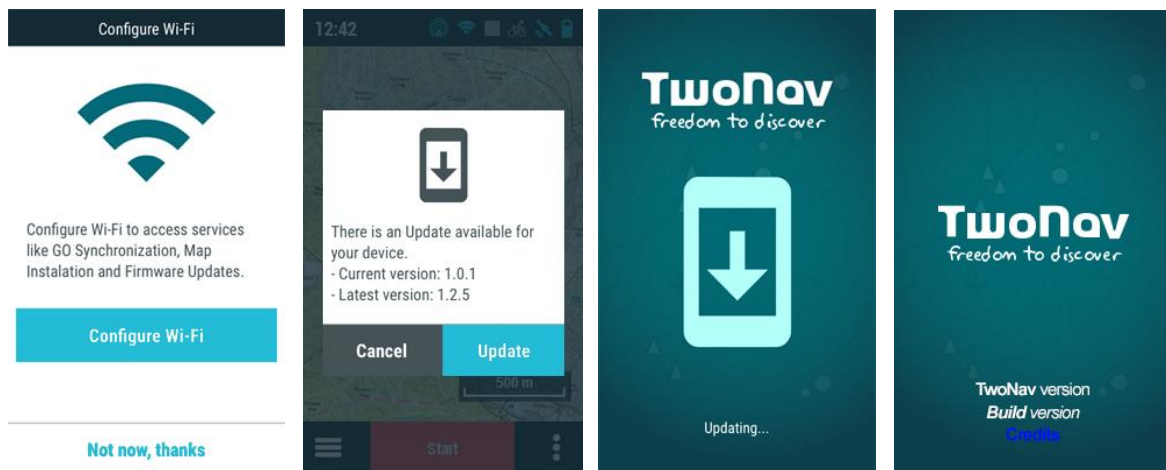 Configure Wi-Fi
Configure Wi-Fi to access services
like GO Synchronization, Map
Instalation and Firmware Updates.
Configure Wi-Fi
Not now, thanks
12:42
There is an Update available for
your device.
- Current version: 1.0.1
- Latest version: 1.2.5
Cancel
Update
500 m
Start
TwoNav
freedom to discover
Updating...
TwoNav
freedom to discover
TwoNav version
Build version
Credits